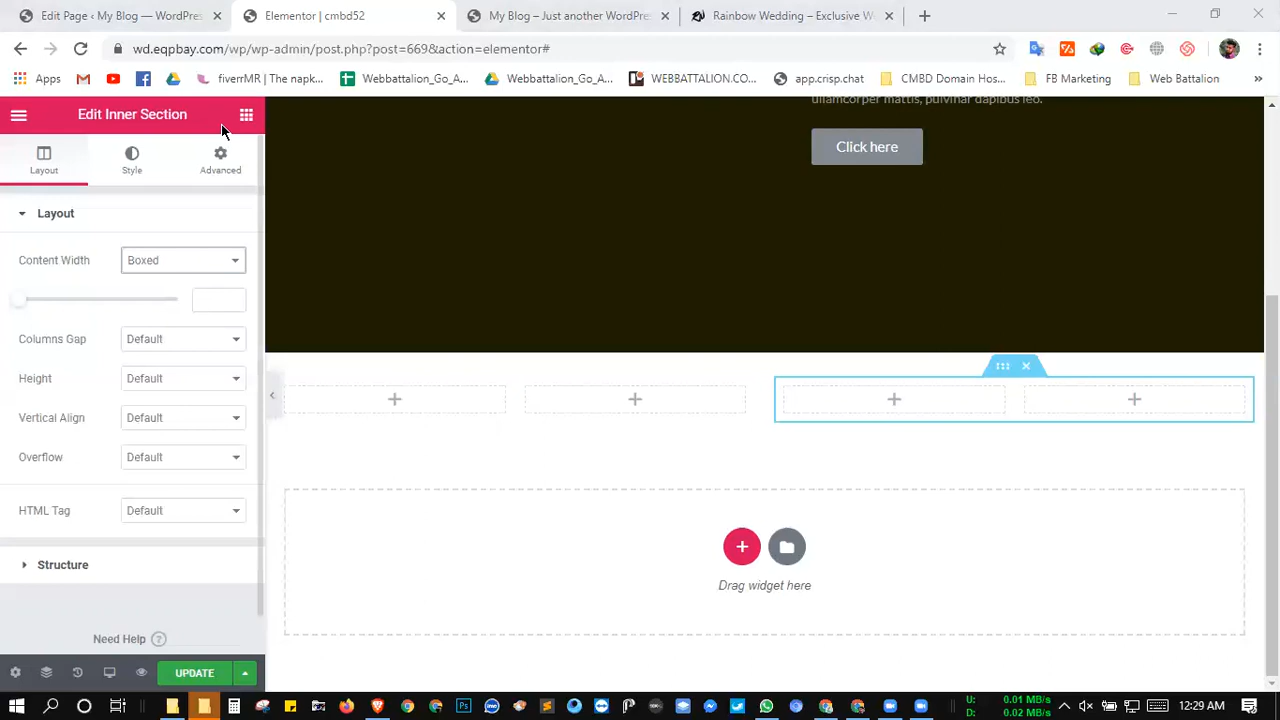 Edit Page ‹ My Blog — WordPres
Elementor | cmbd52
My Blog – Just another WordPres
Rainbow Wedding – Exclusive W
wd.eqpbay.com/wp/wp-admin/post.php?post=669&action=elementor#
Apps
fiverrMR | The napk...
Webbattalion_Go_A...
Webbattalion_Go_A...
WEBBATTALION.CO...
app.crisp.chat
CMBD Domain Hos...
FB Marketing
Web Battalion
»
Edit Inner Section
ullamcorper mattis, pulvinar dapibus leo.
Click here
Layout
Style
Advanced
Layout
Content Width
Boxed
Columns Gap
Default
Height
Default
Vertical Align
Default
Overflow
Default
HTML Tag
Default
Structure
Drag widget here
Need Help ?
UPDATE
U: 0.01 MB/s
D: 0.02 MB/s
12:29 AM